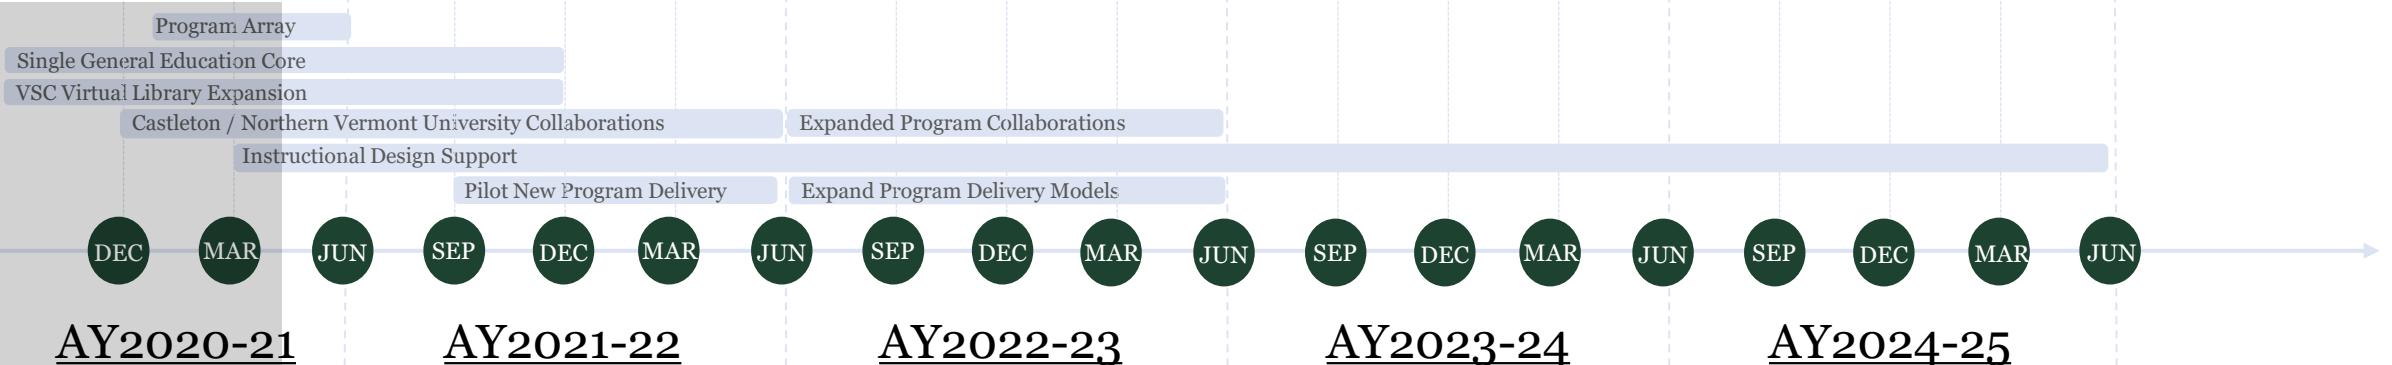 Program Array
Single General Education Core
VSC Virtual Library Expansion
Castleton / Northern Vermont University Collaborations
Expanded Program Collaborations
Instructional Design Support
Pilot New Program Delivery
Expand Program Delivery Models
DEC MAR JUN SEP DEC MAR JUN SEP DEC MAR JUN SEP DEC MAR JUN SEP DEC MAR JUN
AY2020-21 AY2021-22 AY2022-23 AY2023-24 AY2024-25